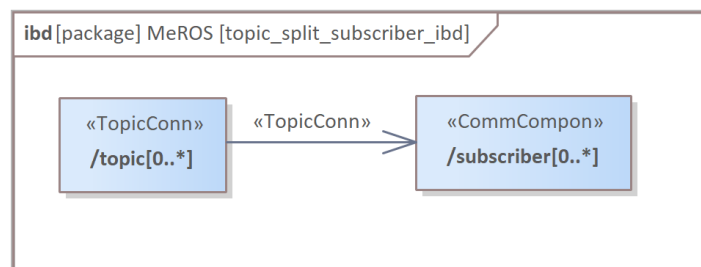 ibd [package] MeROS [topic_split_subscriber_ibd]
«TopicConn»
/topic[0..*]
«TopicConn»
«CommCompon»
/subscriber[0..*]